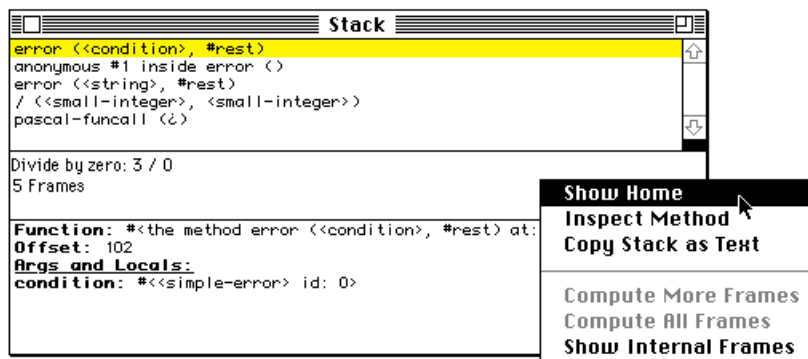 Stack
error (<condition>, #rest)
anonymous #1 inside error ()
error (<string>, #rest)
/ (<small-integer>, <small-integer>)
pascal-funcall (¿)
Divide by zero: 3 / 0
5 Frames
Function: #<the method error (<condition>, #rest) at:
Offset: 102
Args and Locals:
condition: #<<simple-error> id: 0>
Show Home
Inspect Method
Copy Stack as Text
Compute More Frames
Compute All Frames
Show Internal Frames